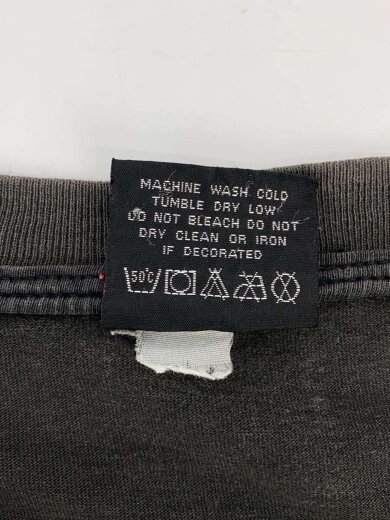 MACHINE WASH COLD
TUMBLE DRY LOW
DO NOT BLEACH DO NOT
DRY CLEAN OR IRON
IF DECORATED
50°C